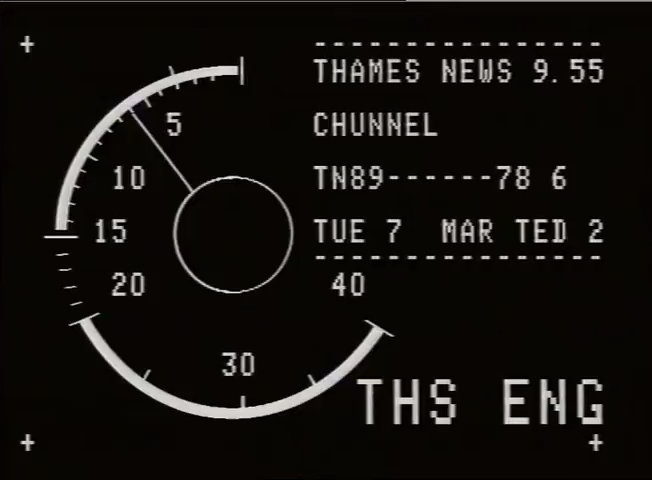 THAMES NEWS 9.55
CHUNNEL
TN89------78 6
TUE 7 MAR TED 2
5
10
15
20
30
40
THS ENG